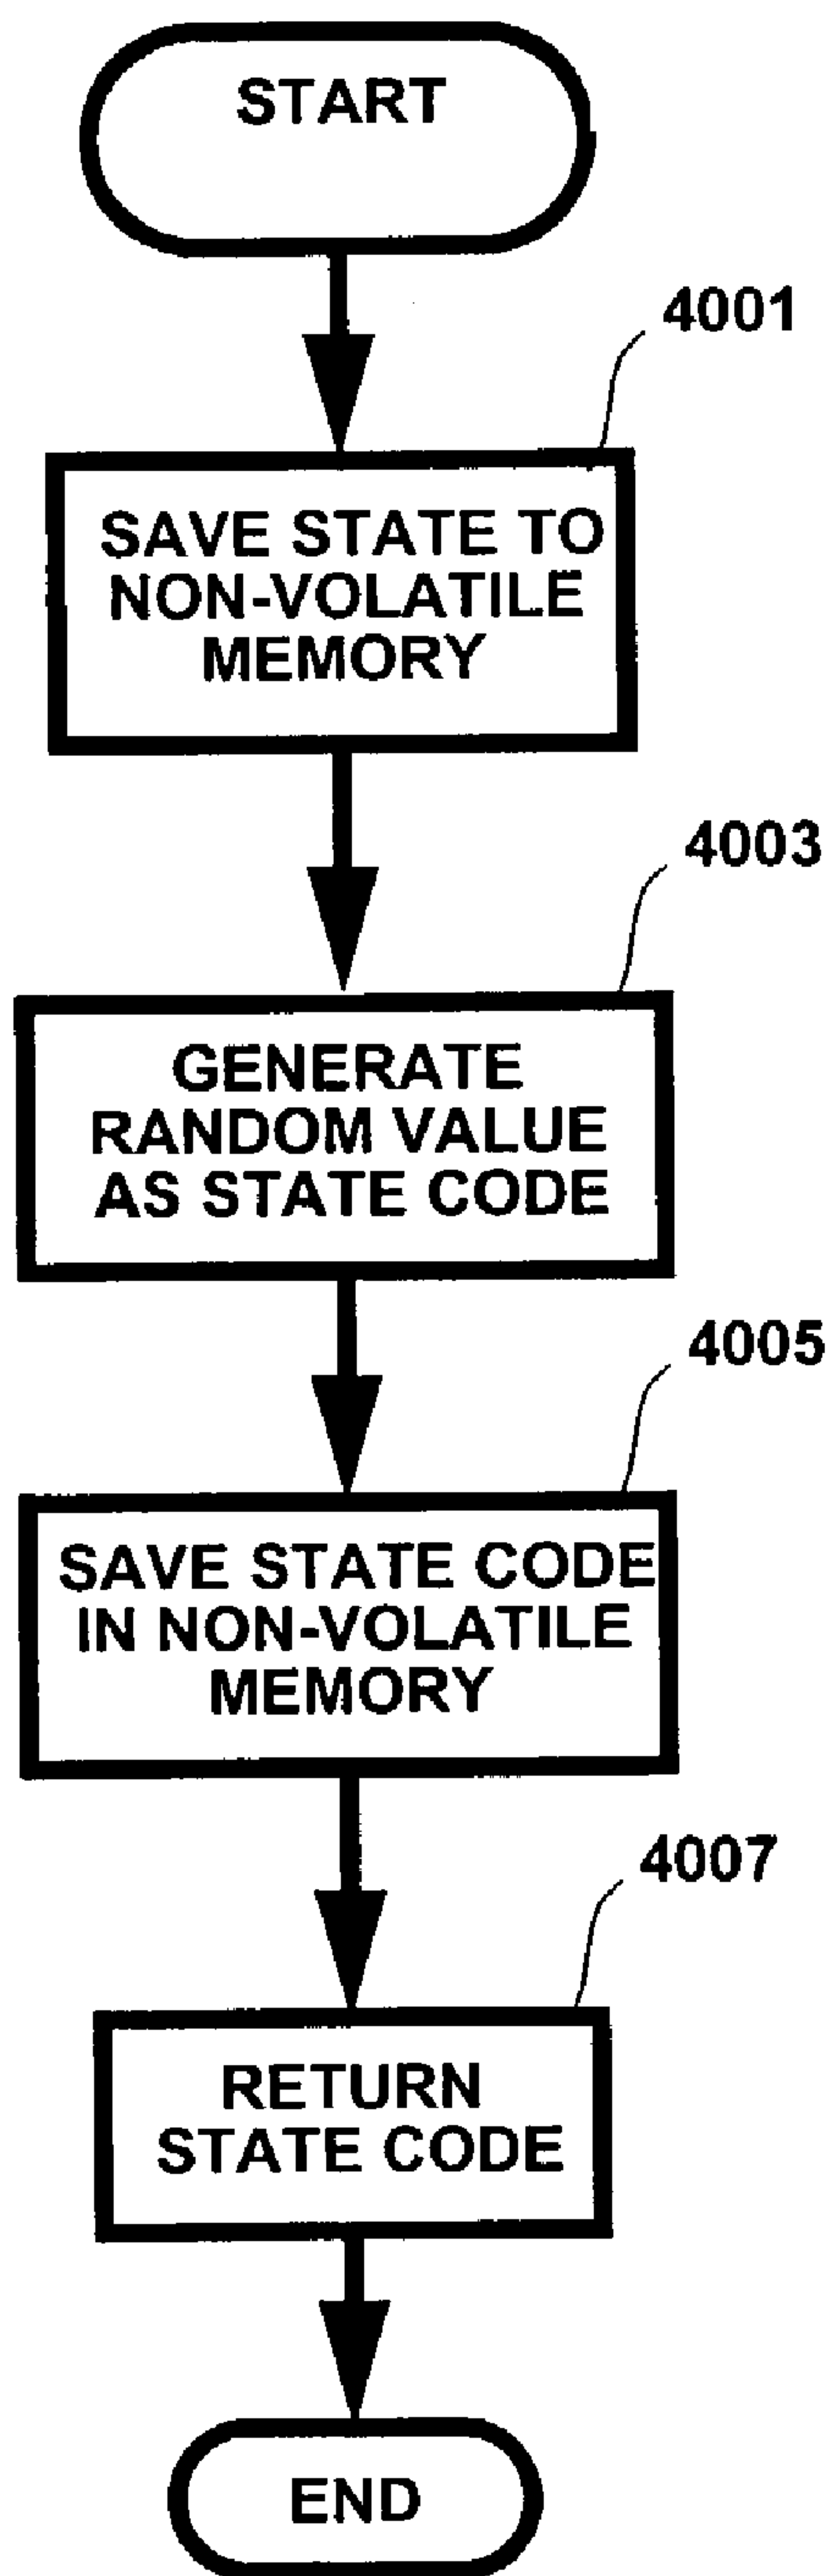 START
4001
SAVE STATE TO
NON-VOLATILE
MEMORY
4003
GENERATE
RANDOM VALUE
AS STATE CODE
4005
SAVE STATE CODE
IN NON-VOLATILE
MEMORY
4007
RETURN
STATE CODE
END